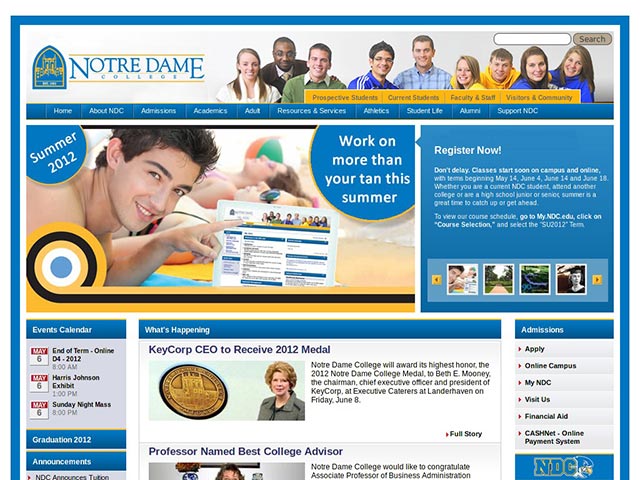 NOTRE DAME
COLLEGE
Search
Prospective Students
Current Students
Faculty & Staff
Visitors & Community
Home
About NDC
Admissions
Academics
Adult
Resources & Services
Athletics
Student Life
Alumni
Support NDC
Summer
2012
Work on
more than
your tan this
summer
Register Now!
Don't delay. Classes start soon on campus and online,
with terms beginning May 14, June 4, June 14 and June 18.
Whether you are a current NDC student, attend another
college or are a high school junior or senior, summer is a
great time to catch up or get ahead.
To view our course schedule, go to My.NDC.edu, click on
"Course Selection," and select the "SU2012" Term.
Events Calendar
MAY
6
End of Term - Online
D4 - 2012
8:00 AM
MAY
6
Harris Johnson
Exhibit
1:00 PM
MAY
6
Sunday Night Mass
8:00 PM
Graduation 2012
Announcements
NDC Announces Tuition
What's Happening
KeyCorp CEO to Receive 2012 Medal
Notre Dame College will award its highest honor, the
2012 Notre Dame College Medal, to Beth E. Mooney,
the chairman, chief executive officer and president of
KeyCorp, at Executive Caterers at Landerhaven on
Friday, June 8.
Full Story
Professor Named Best College Advisor
Notre Dame College would like to congratulate
Associate Professor of Business Administration
Admissions
Apply
Online Campus
My NDC
Visit Us
Financial Aid
CASHNet - Online
Payment System
NDC